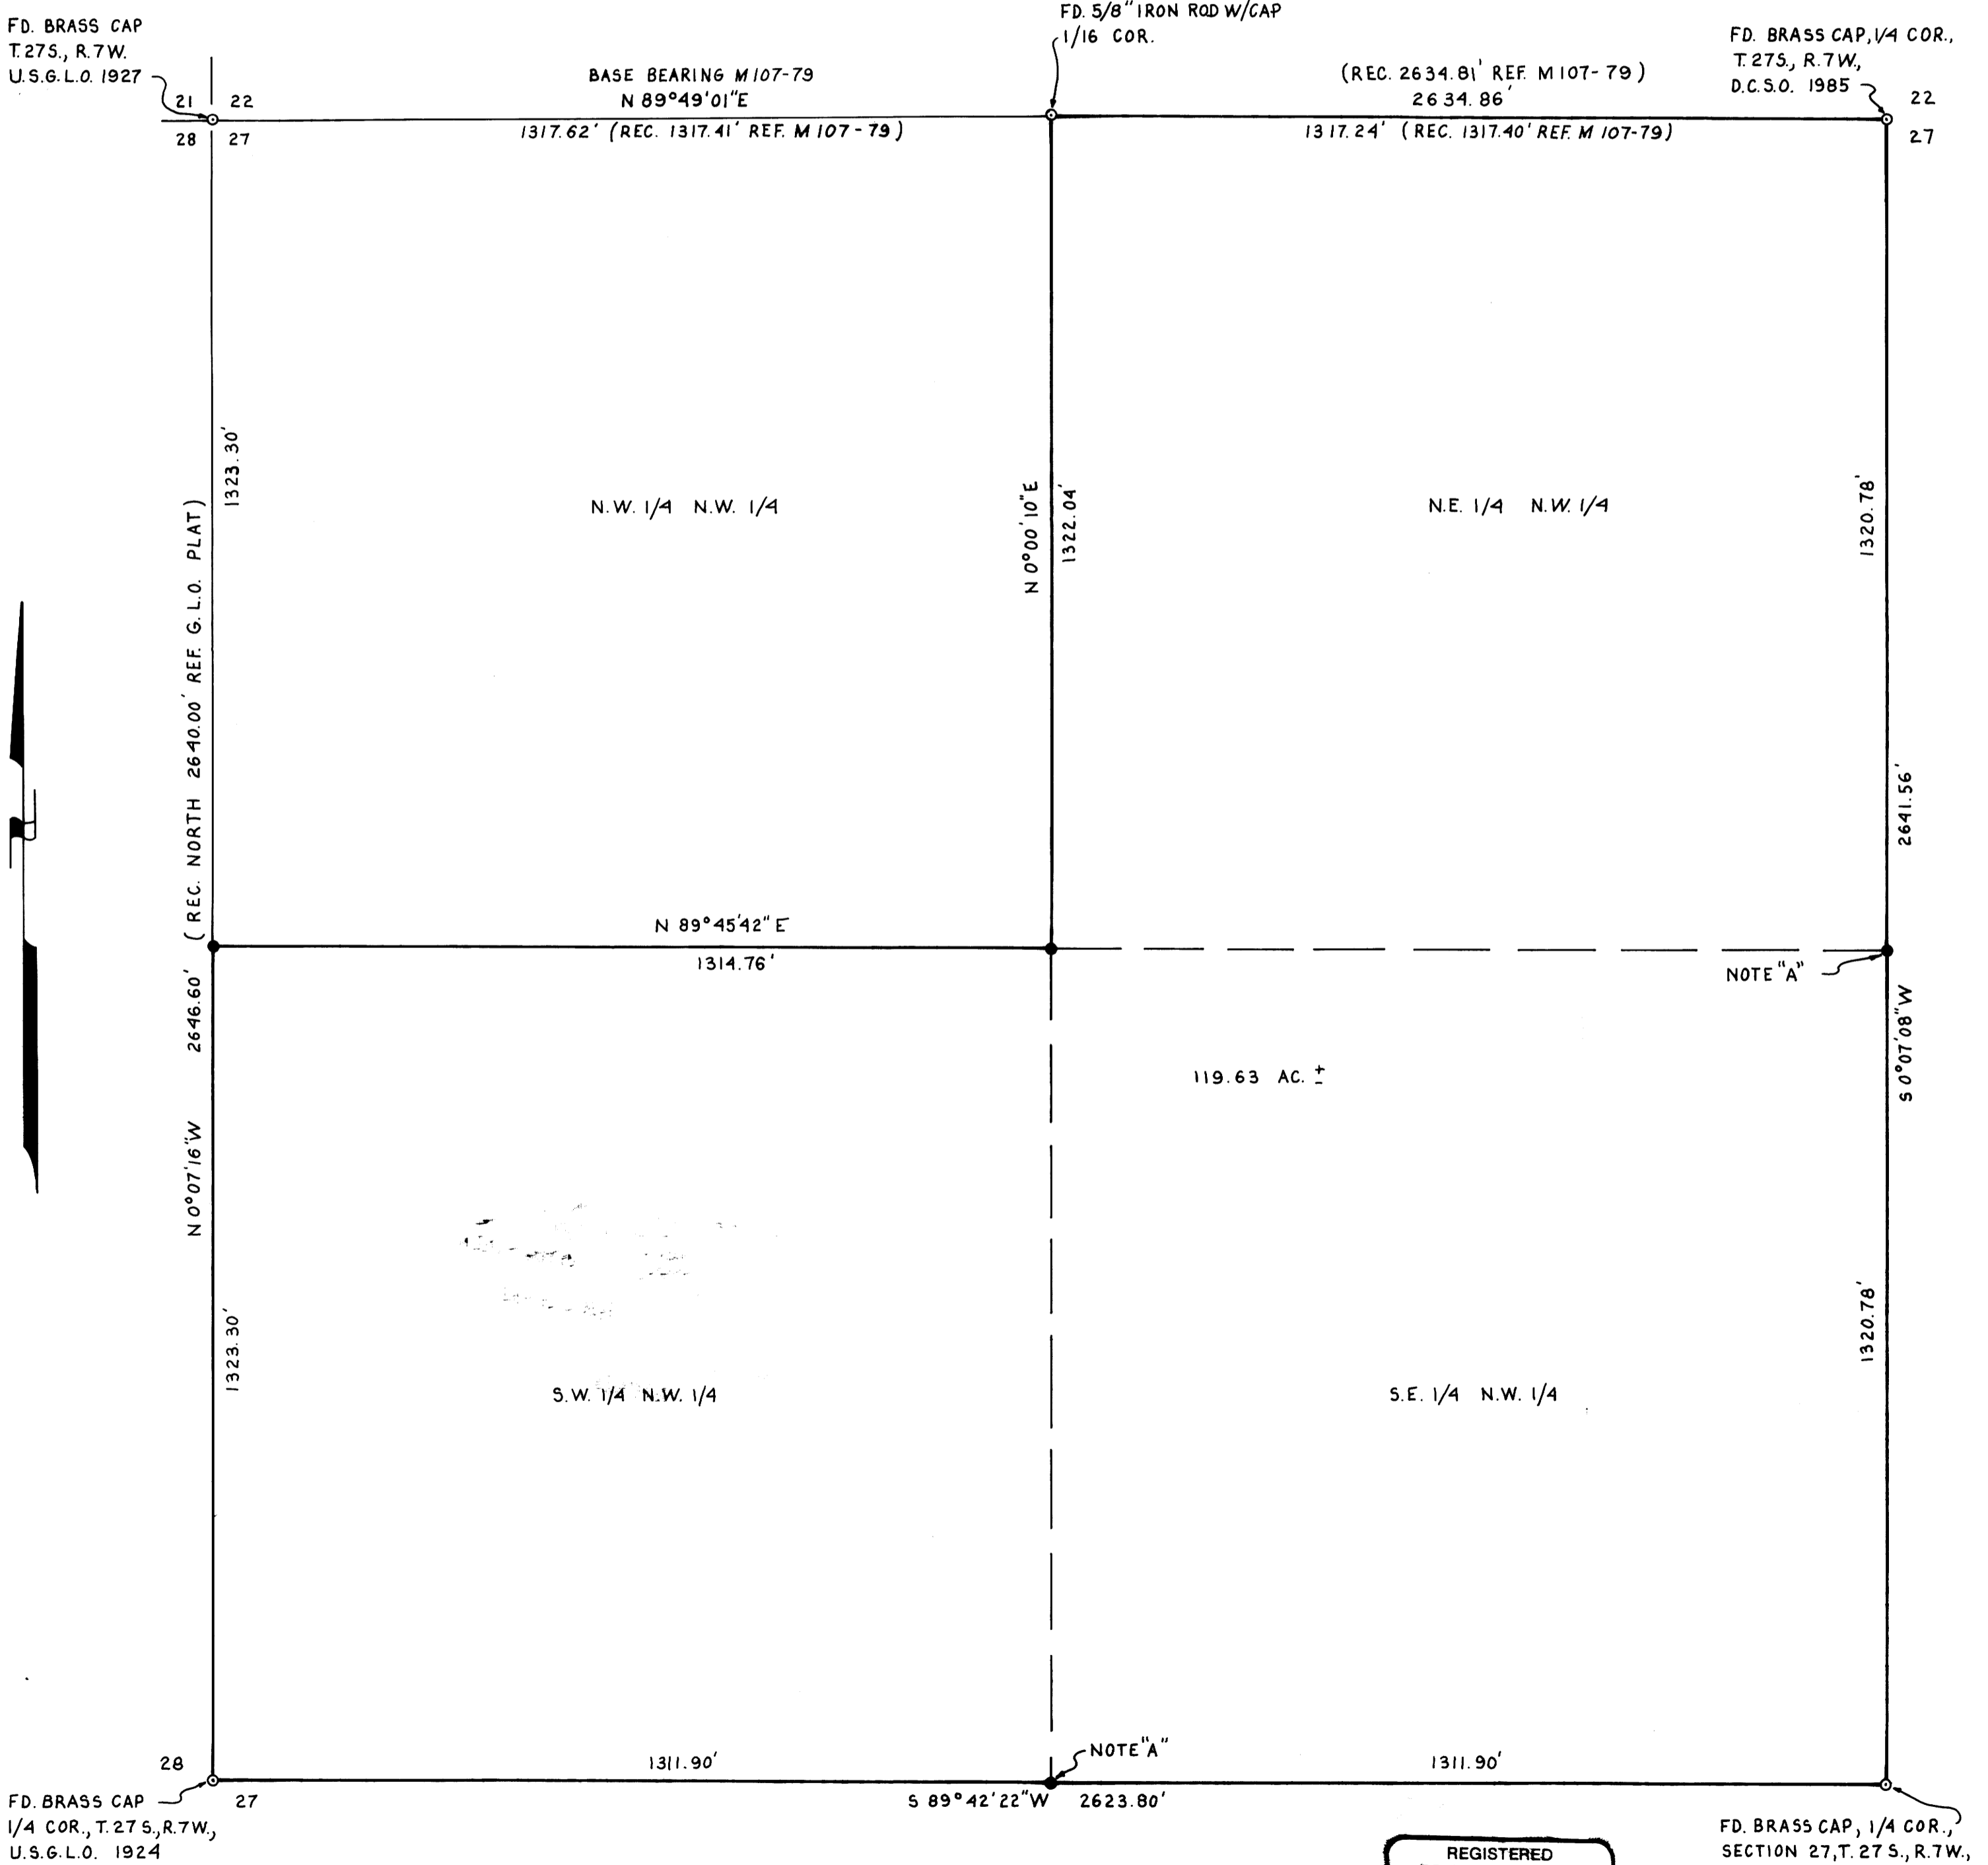 FD. BRASS CAP
T.27S., R.7W.
U.S.G.L.O. 1927
FD. 5/8" IRON ROD W/CAP
1/16 COR.
FD. BRASS CAP, 1/4 COR.,
T.27S., R.7W.,
D.C.S.O. 1985
BASE BEARING M107-79
N 89°49'01"E
(REC. 2634.81' REF. M107-79)
2634.86'
21 22
28 27
22
27
1317.62' (REC. 1317.41' REF. M107-79)
1317.24' (REC. 1317.40' REF. M107-79)
1323.30'
N 0°00'10"E
1322.04'
1320.78'
N.W. 1/4 N.W. 1/4
N.E. 1/4 N.W. 1/4
(REC. NORTH 2640.00' REF. G.L.O. PLAT)
2641.56'
N
N 89°45'42"E
1314.76'
NOTE "A"
2646.60'
S 0°07'08"W
119.63 AC. ±
N 0°07'16"W
1323.30'
1320.78'
S.W. 1/4 N.W. 1/4
S.E. 1/4 N.W. 1/4
28
27
1311.90'
NOTE "A"
1311.90'
S 89°42'22"W 2623.80'
FD. BRASS CAP
1/4 COR., T.27S., R.7W.,
U.S.G.L.O. 1924
REGISTERED
FD. BRASS CAP, 1/4 COR.,
SECTION 27, T.27S., R.7W.,